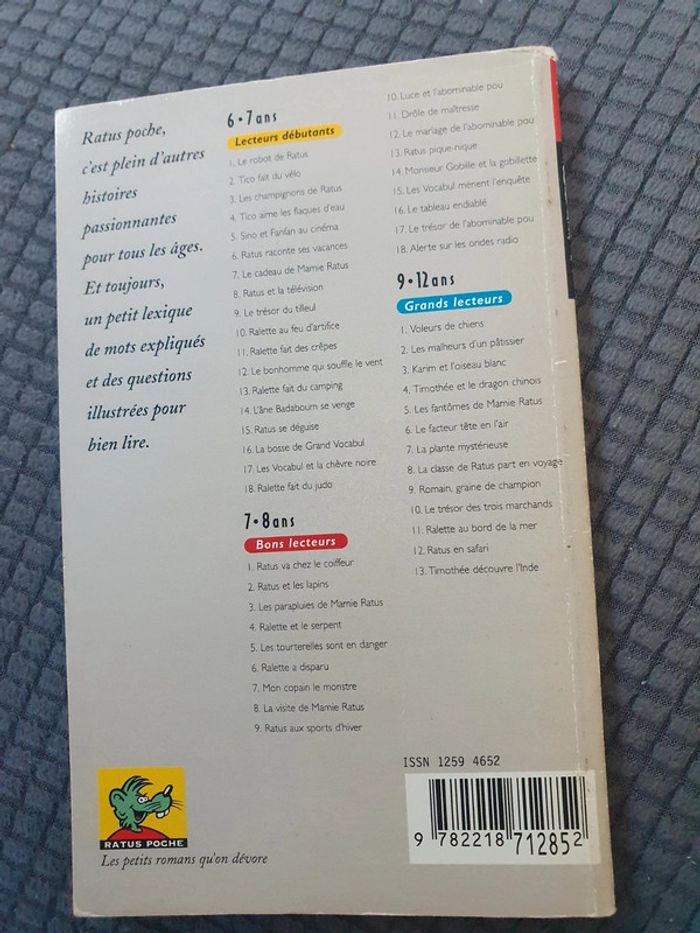 Ratus poche,
c'est plein d'autres
histoires
passionnantes
pour tous les âges.
Et toujours,
un petit lexique
de mots expliqués
et des questions
illustrées pour
bien lire.
6•7 ans
Lecteurs débutants
1. Le robot de Ratus
2. Tico fait du vélo
3. Les champignons de Ratus
4. Tico aime les flaques d'eau
5. Sino et Fanfan au cinéma
6. Ratus raconte ses vacances
7. Le cadeau de Mamie Ratus
8. Ratus et la télévision
9. Le trésor du tilleul
10. Ralette au feu d'artifice
11. Ralette fait des crêpes
12. Le bonhomme qui souffle le vent
13. Ralette fait du camping
14. L'âne Badaboum se venge
15. Ratus se déguise
16. La bosse de Grand Vocabul
17. Les Vocabul et la chèvre noire
18. Ralette fait du judo
7•8 ans
Bons lecteurs
1. Ratus va chez le coiffeur
2. Ratus et les lapins
3. Les parapluies de Mamie Ratus
4. Ralette et le serpent
5. Les tourterelles sont en danger
6. Ralette a disparu
7. Mon copain le monstre
8. La visite de Mamie Ratus
9. Ratus aux sports d'hiver
10. Luce et l'abominable pou
11. Drôle de maîtresse
12. Le mariage de l'abominable pou
13. Ratus pique-nique
14. Monsieur Gobille et la gobillette
15. Les Vocabul mènent l'enquête
16. Le tableau endiablé
17. Le trésor de l'abominable pou
18. Alerte sur les ondes radio
9•12 ans
Grands lecteurs
1. Voleurs de chiens
2. Les malheurs d'un pâtissier
3. Karim et l'oiseau blanc
4. Timothée et le dragon chinois
5. Les fantômes de Mamie Ratus
6. Le facteur tête en l'air
7. La plante mystérieuse
8. La classe de Ratus part en voyage
9. Romain, graine de champion
10. Le trésor des trois marchands
11. Ralette au bord de la mer
12. Ratus en safari
13. Timothée découvre l'Inde
RATUS POCHE
Les petits romans qu'on dévore
ISSN 1259 4652
9 782218 712852